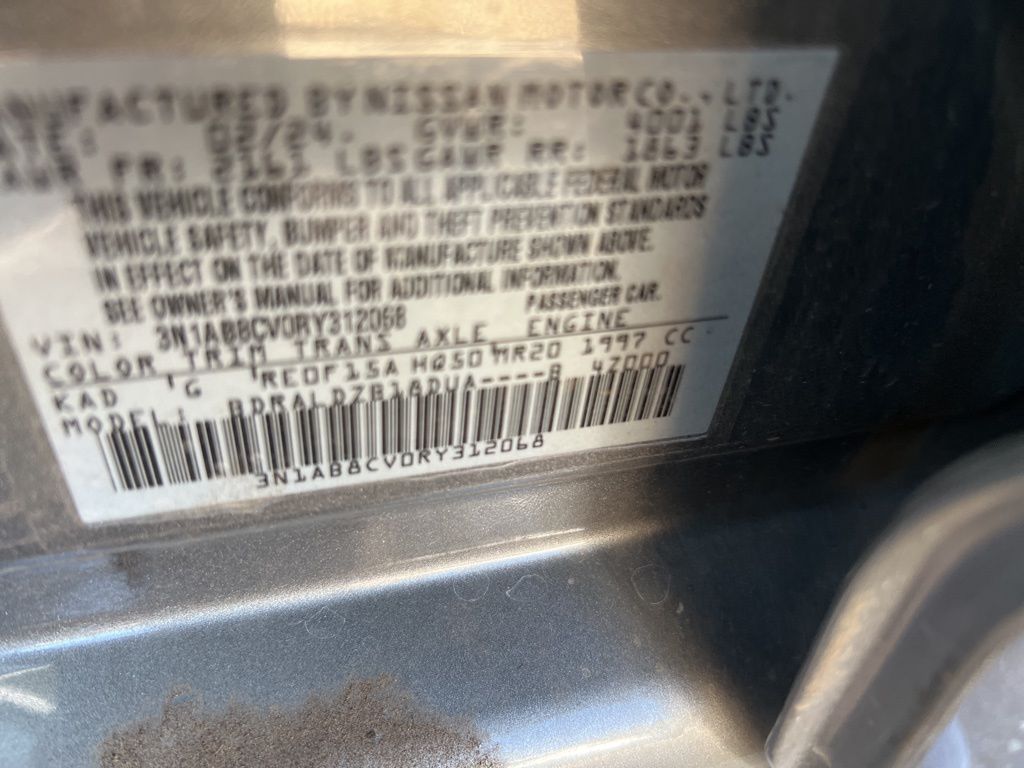 MANUFACTURED BY NISSAN MOTOR CO., LTD.
DATE: 02/24. GVWR: 4001 LBS
GAWR FR: 2167 LBS GAWR RR: 1863 LBS
THIS VEHICLE CONFORMS TO ALL APPLICABLE FEDERAL MOTOR
VEHICLE SAFETY, BUMPER AND THEFT PREVENTION STANDARDS
IN EFFECT ON THE DATE OF MANUFACTURE SHOWN ABOVE.
SEE OWNER'S MANUAL FOR ADDITIONAL INFORMATION.
VIN: 3N1AB8CV0RY312068 PASSENGER CAR.
COLOR TRIM TRANS AXLE ENGINE
KAD 'G 'RE0F15A HQ50 MR20 1997 CC
MODEL: BDRALDZB18DUA----B 4Z000
3N1AB8CV0RY312068